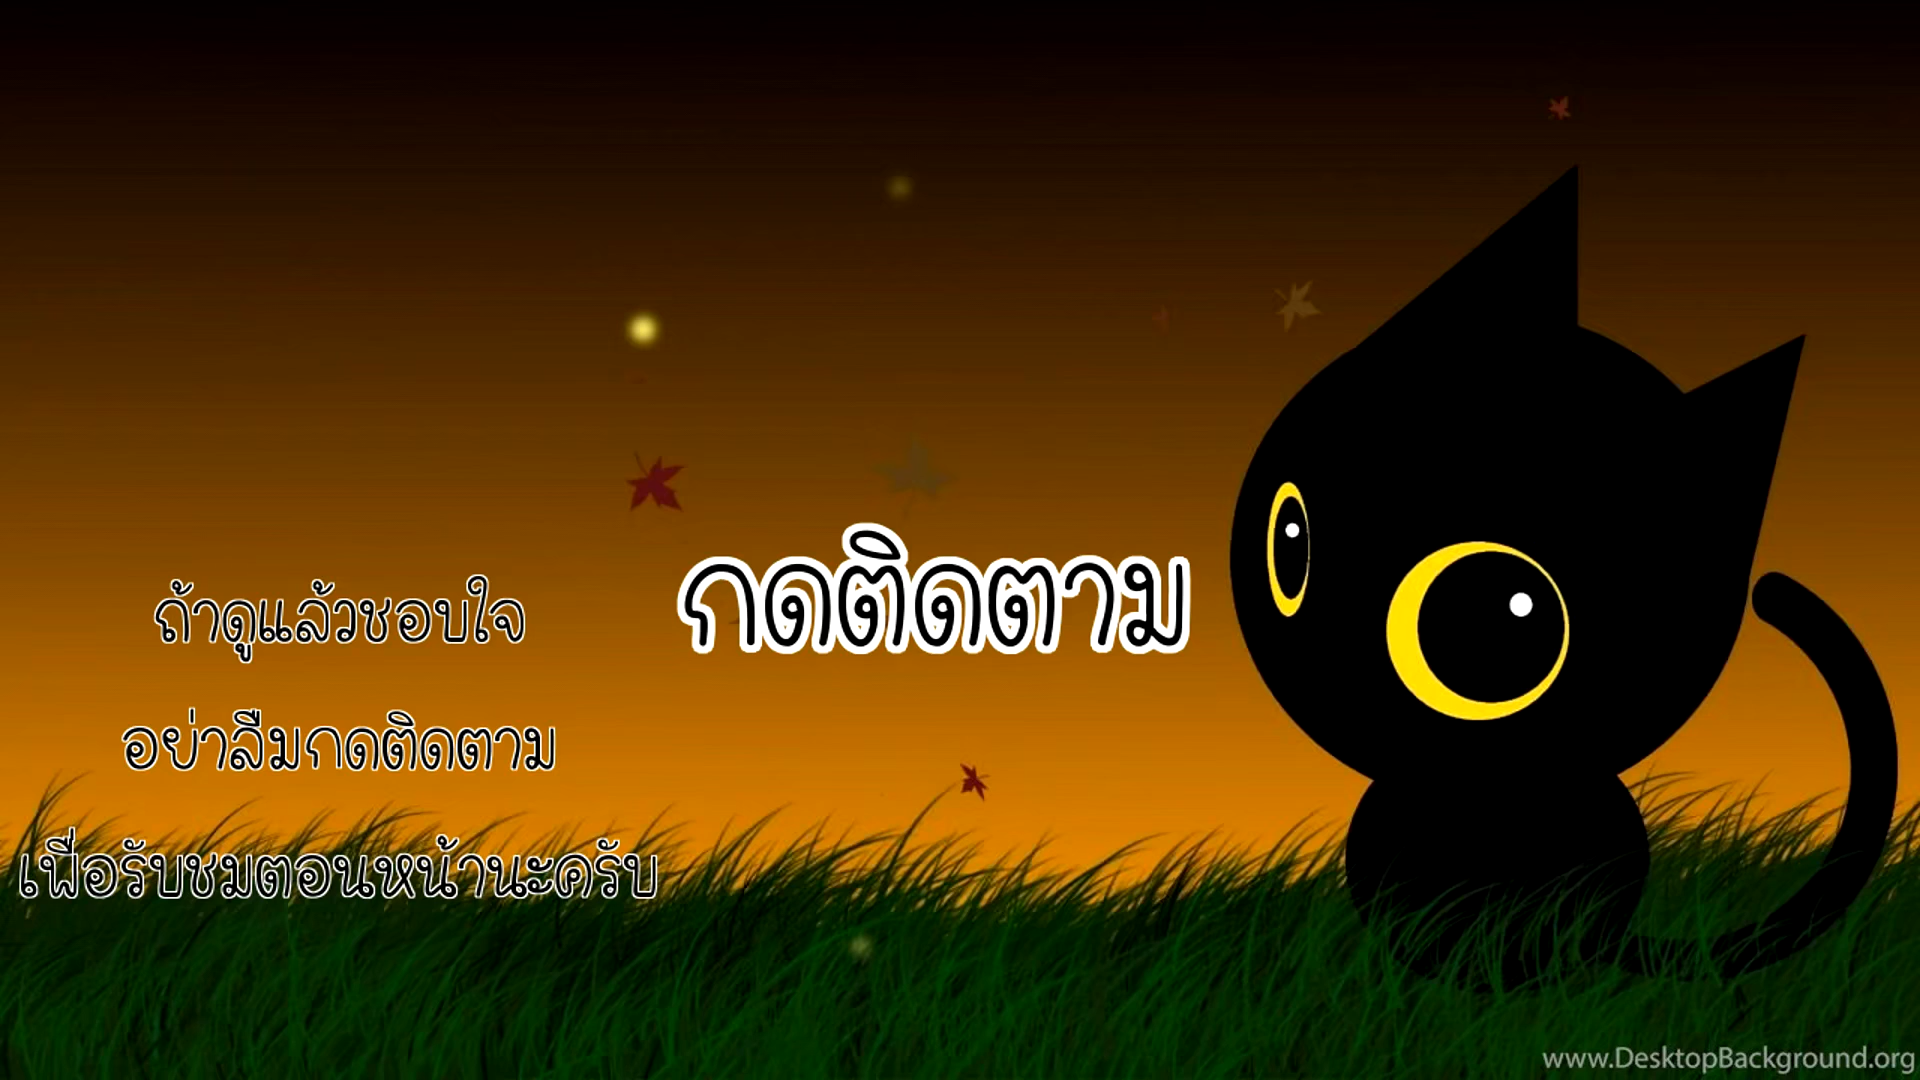 กดติดตาม
ถ้าดูแล้วชอบใจ
อย่าลืมกดติดตาม
เพื่อรับชมตอนหน้านะครับ
www.DesktopBackground.org